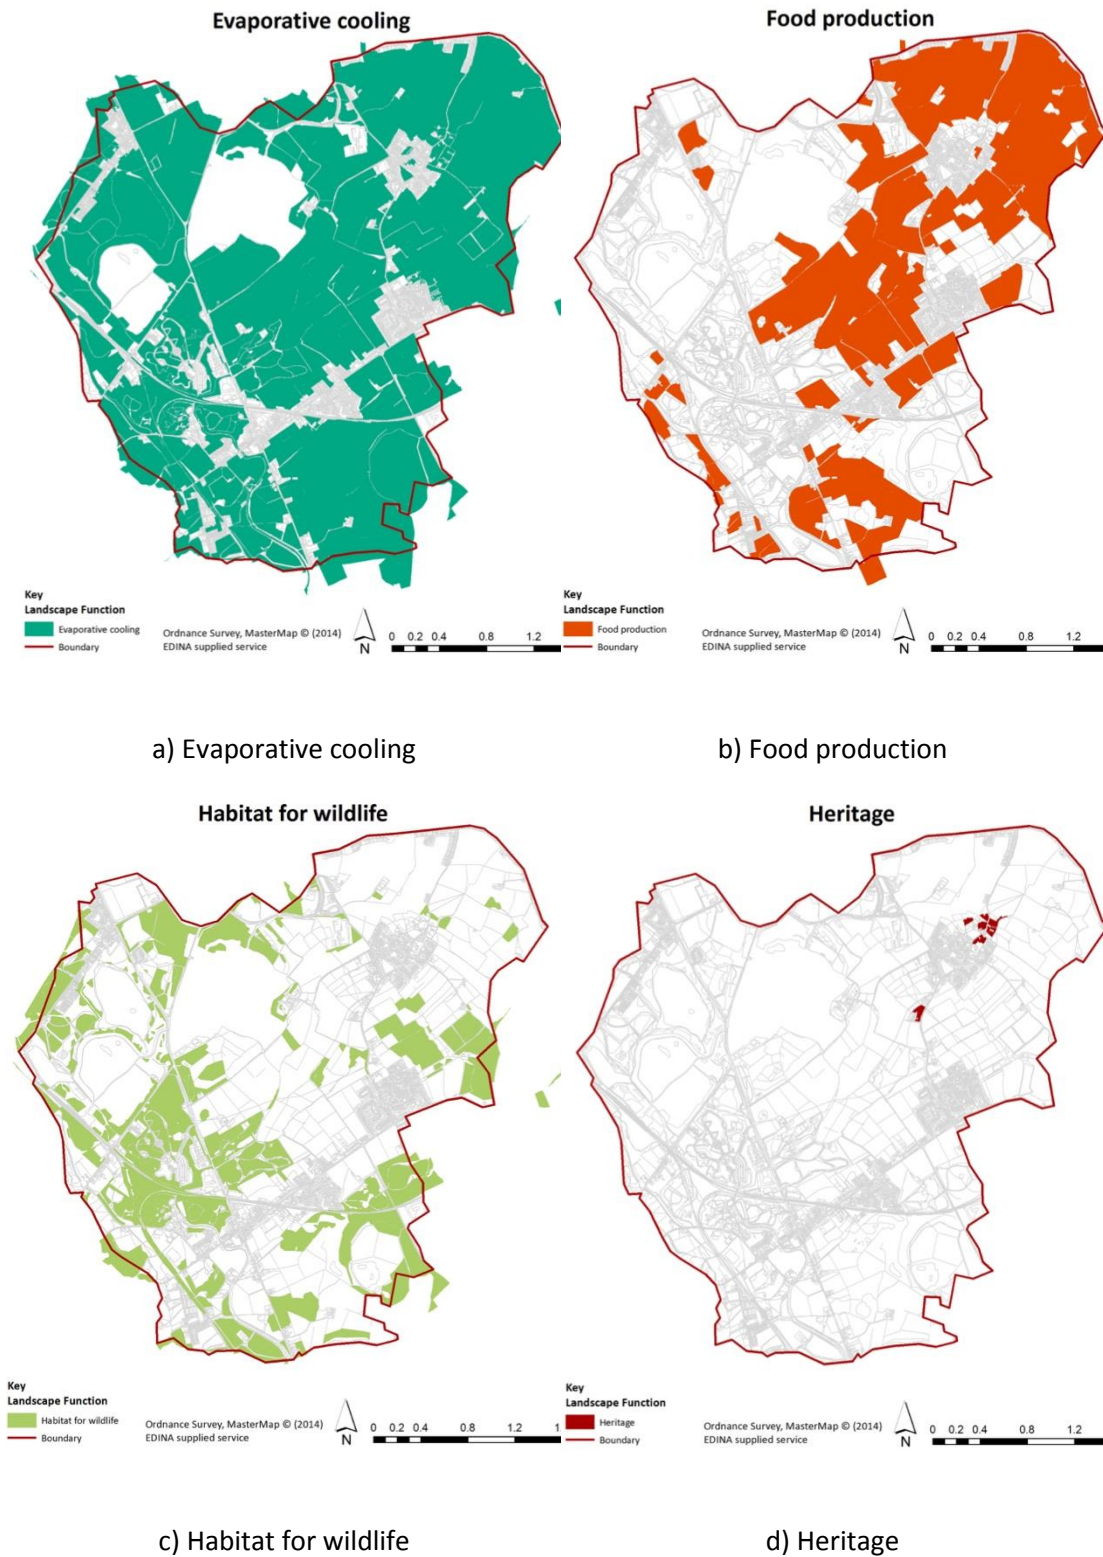 Evaporative cooling
Food production
Key
Landscape Function
Evaporative cooling
Boundary
Ordnance Survey, MasterMap © (2014)
EDINA supplied service
N
0 0.2 0.4 0.8 1.2
Key
Landscape Function
Food production
Boundary
Ordnance Survey, MasterMap © (2014)
EDINA supplied service
N
0 0.2 0.4 0.8 1.2
a) Evaporative cooling
b) Food production
Habitat for wildlife
Heritage
Key
Landscape Function
Habitat for wildlife
Boundary
Ordnance Survey, MasterMap © (2014)
EDINA supplied service
N
0 0.2 0.4 0.8 1.2
Key
Landscape Function
Heritage
Boundary
Ordnance Survey, MasterMap © (2014)
EDINA supplied service
N
0 0.2 0.4 0.8 1.2
c) Habitat for wildlife
d) Heritage